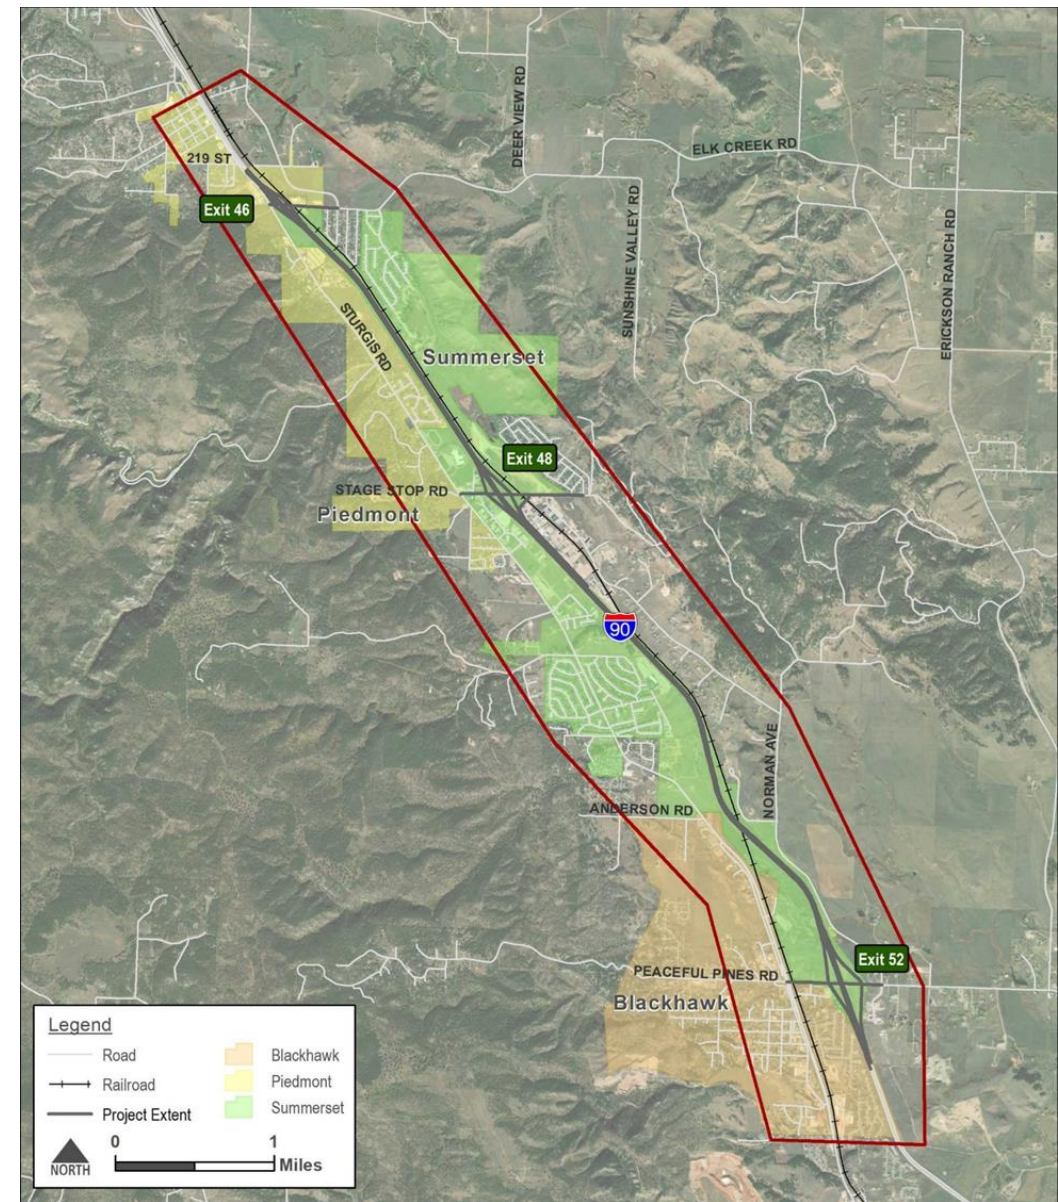 DEER VIEW RD
ELK CREEK RD
219 ST
Exit 46
SUNSHINE VALLEY RD
ERICKSON RANCH RD
STURGIS RD
Summerset
Exit 48
STAGE STOP RD
Piedmont
90
NORMAN AVE
ANDERSON RD
Exit 52
PEACEFUL PINES RD
Blackhawk
Legend
Road
Railroad
Project Extent
Blackhawk
Piedmont
Summerset
NORTH
0 1
Miles